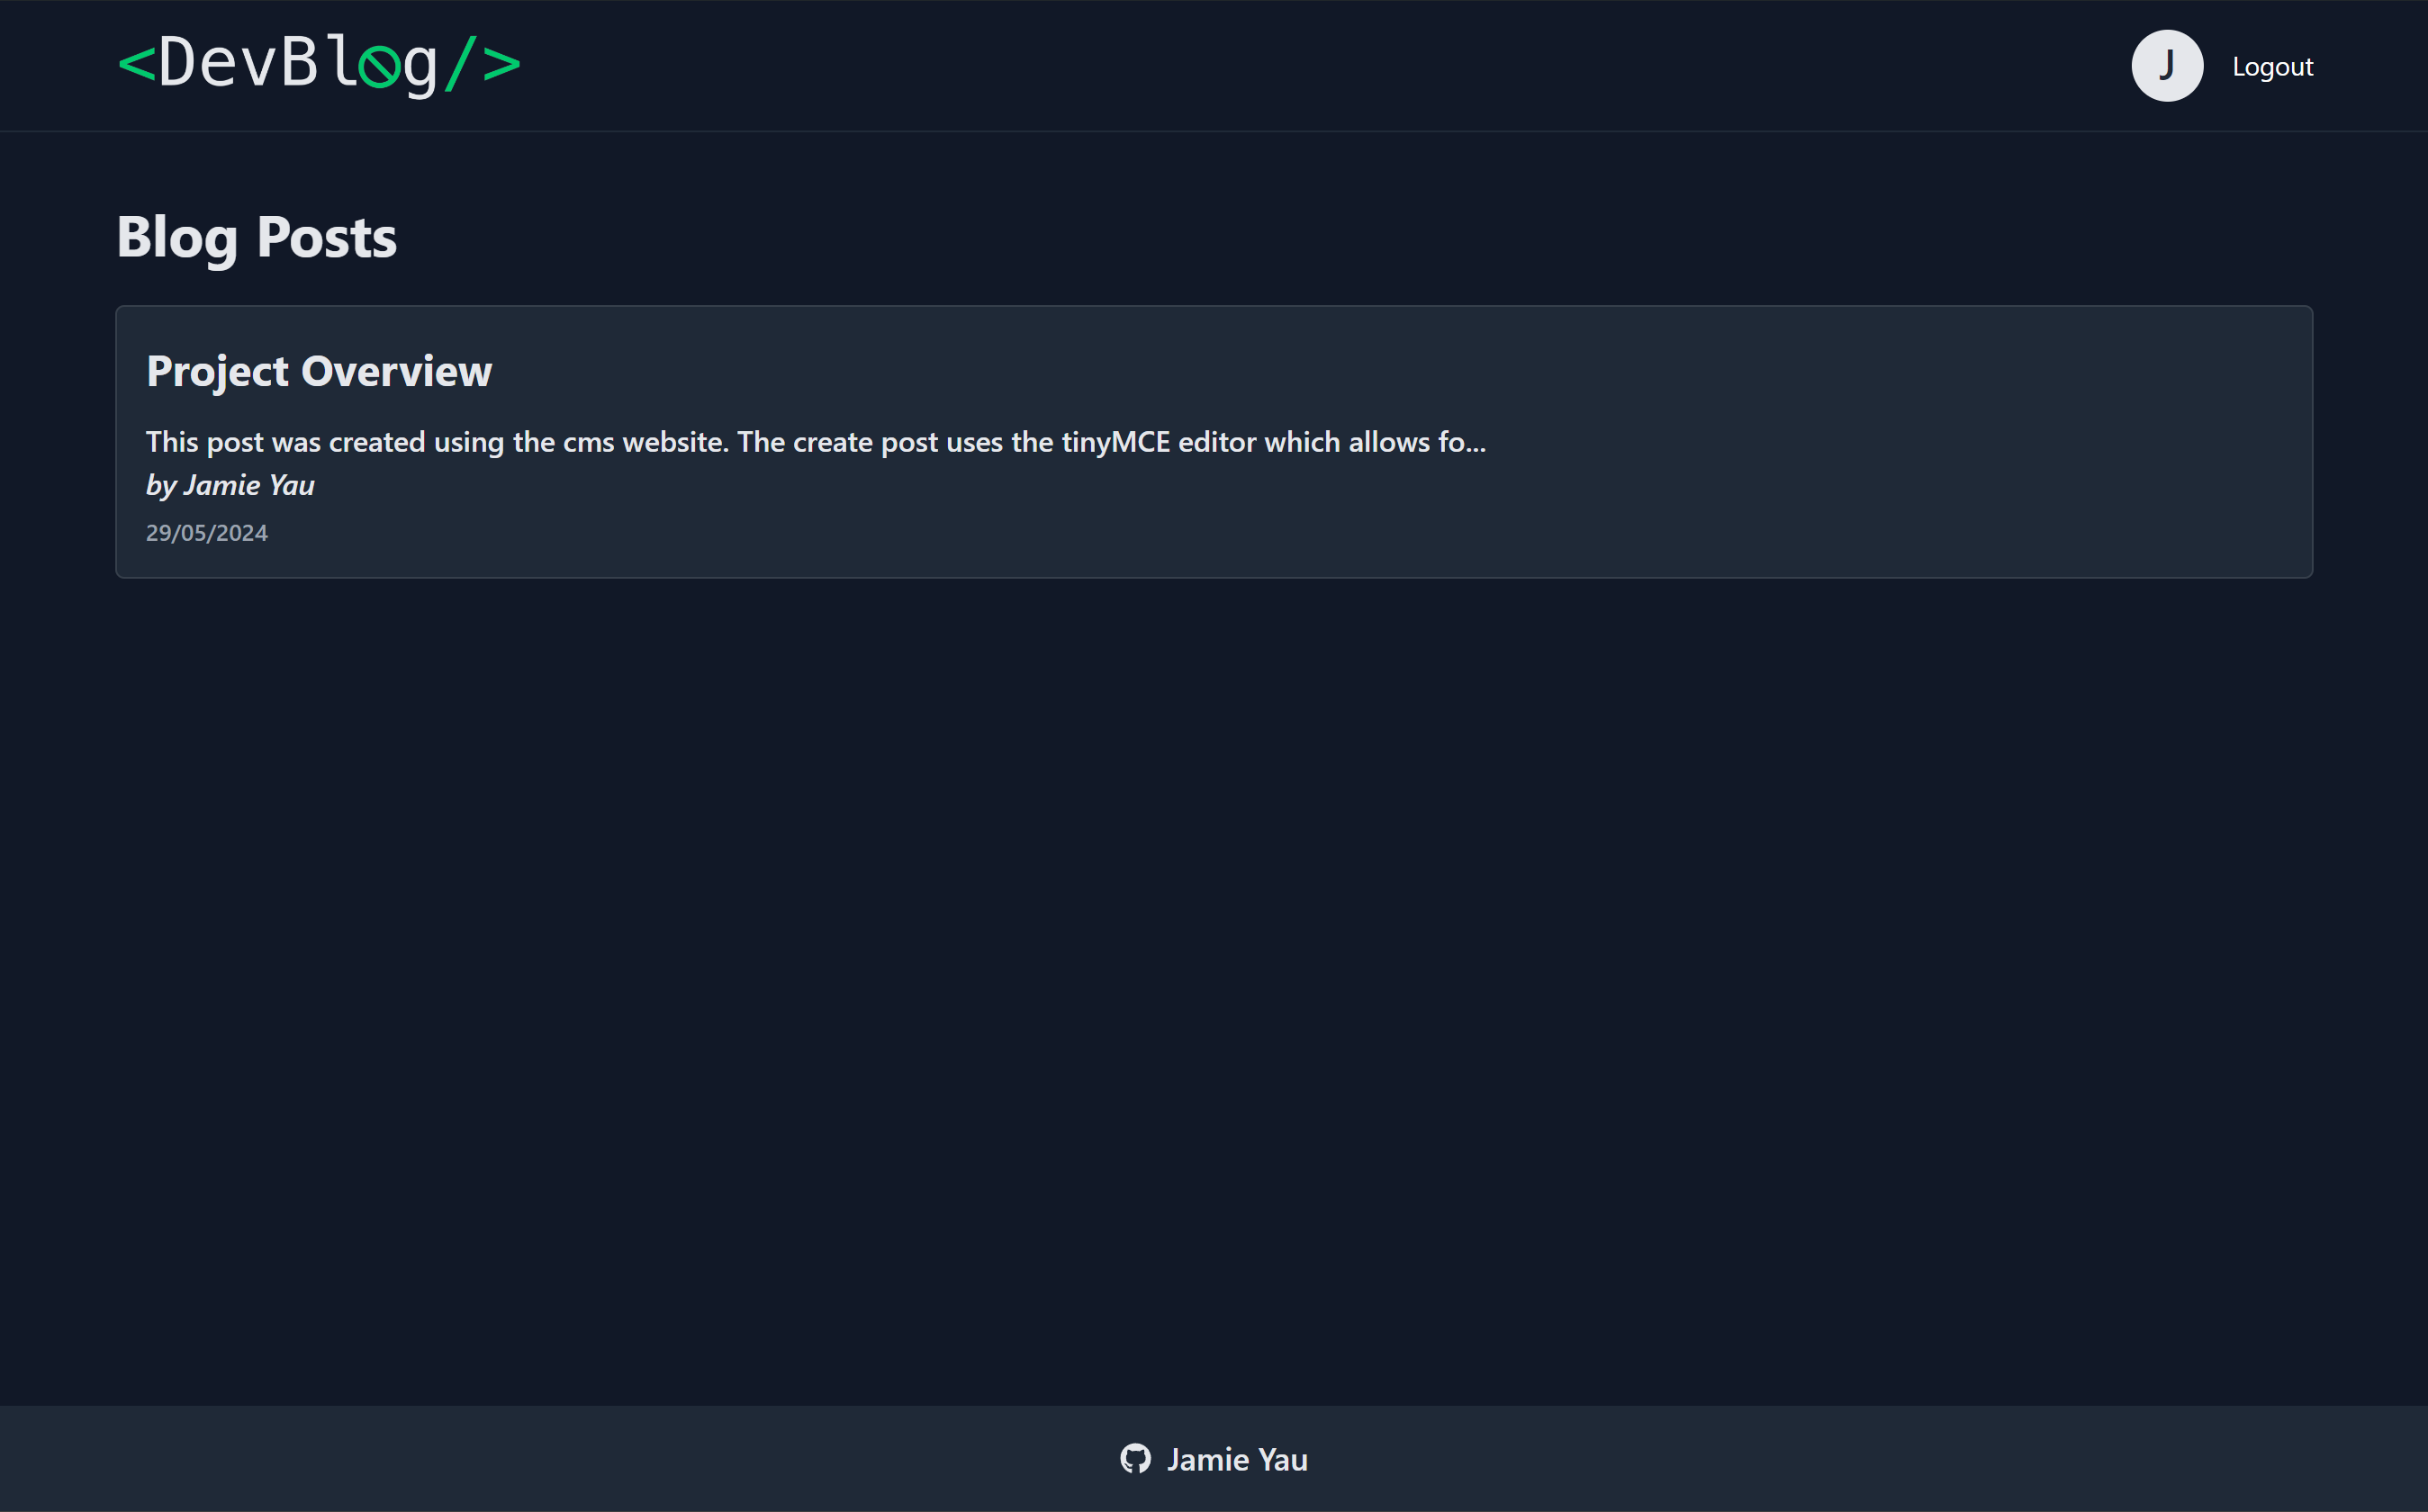 <DevBlog/>
J
Logout
Blog Posts
Project Overview
This post was created using the cms website. The create post uses the tinyMCE editor which allows fo...
by Jamie Yau
29/05/2024
Jamie Yau